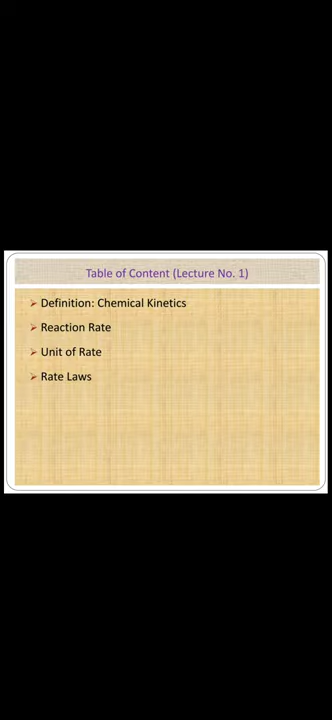 Table of Content (Lecture No. 1)
Definition: Chemical Kinetics
Reaction Rate
Unit of Rate
Rate Laws